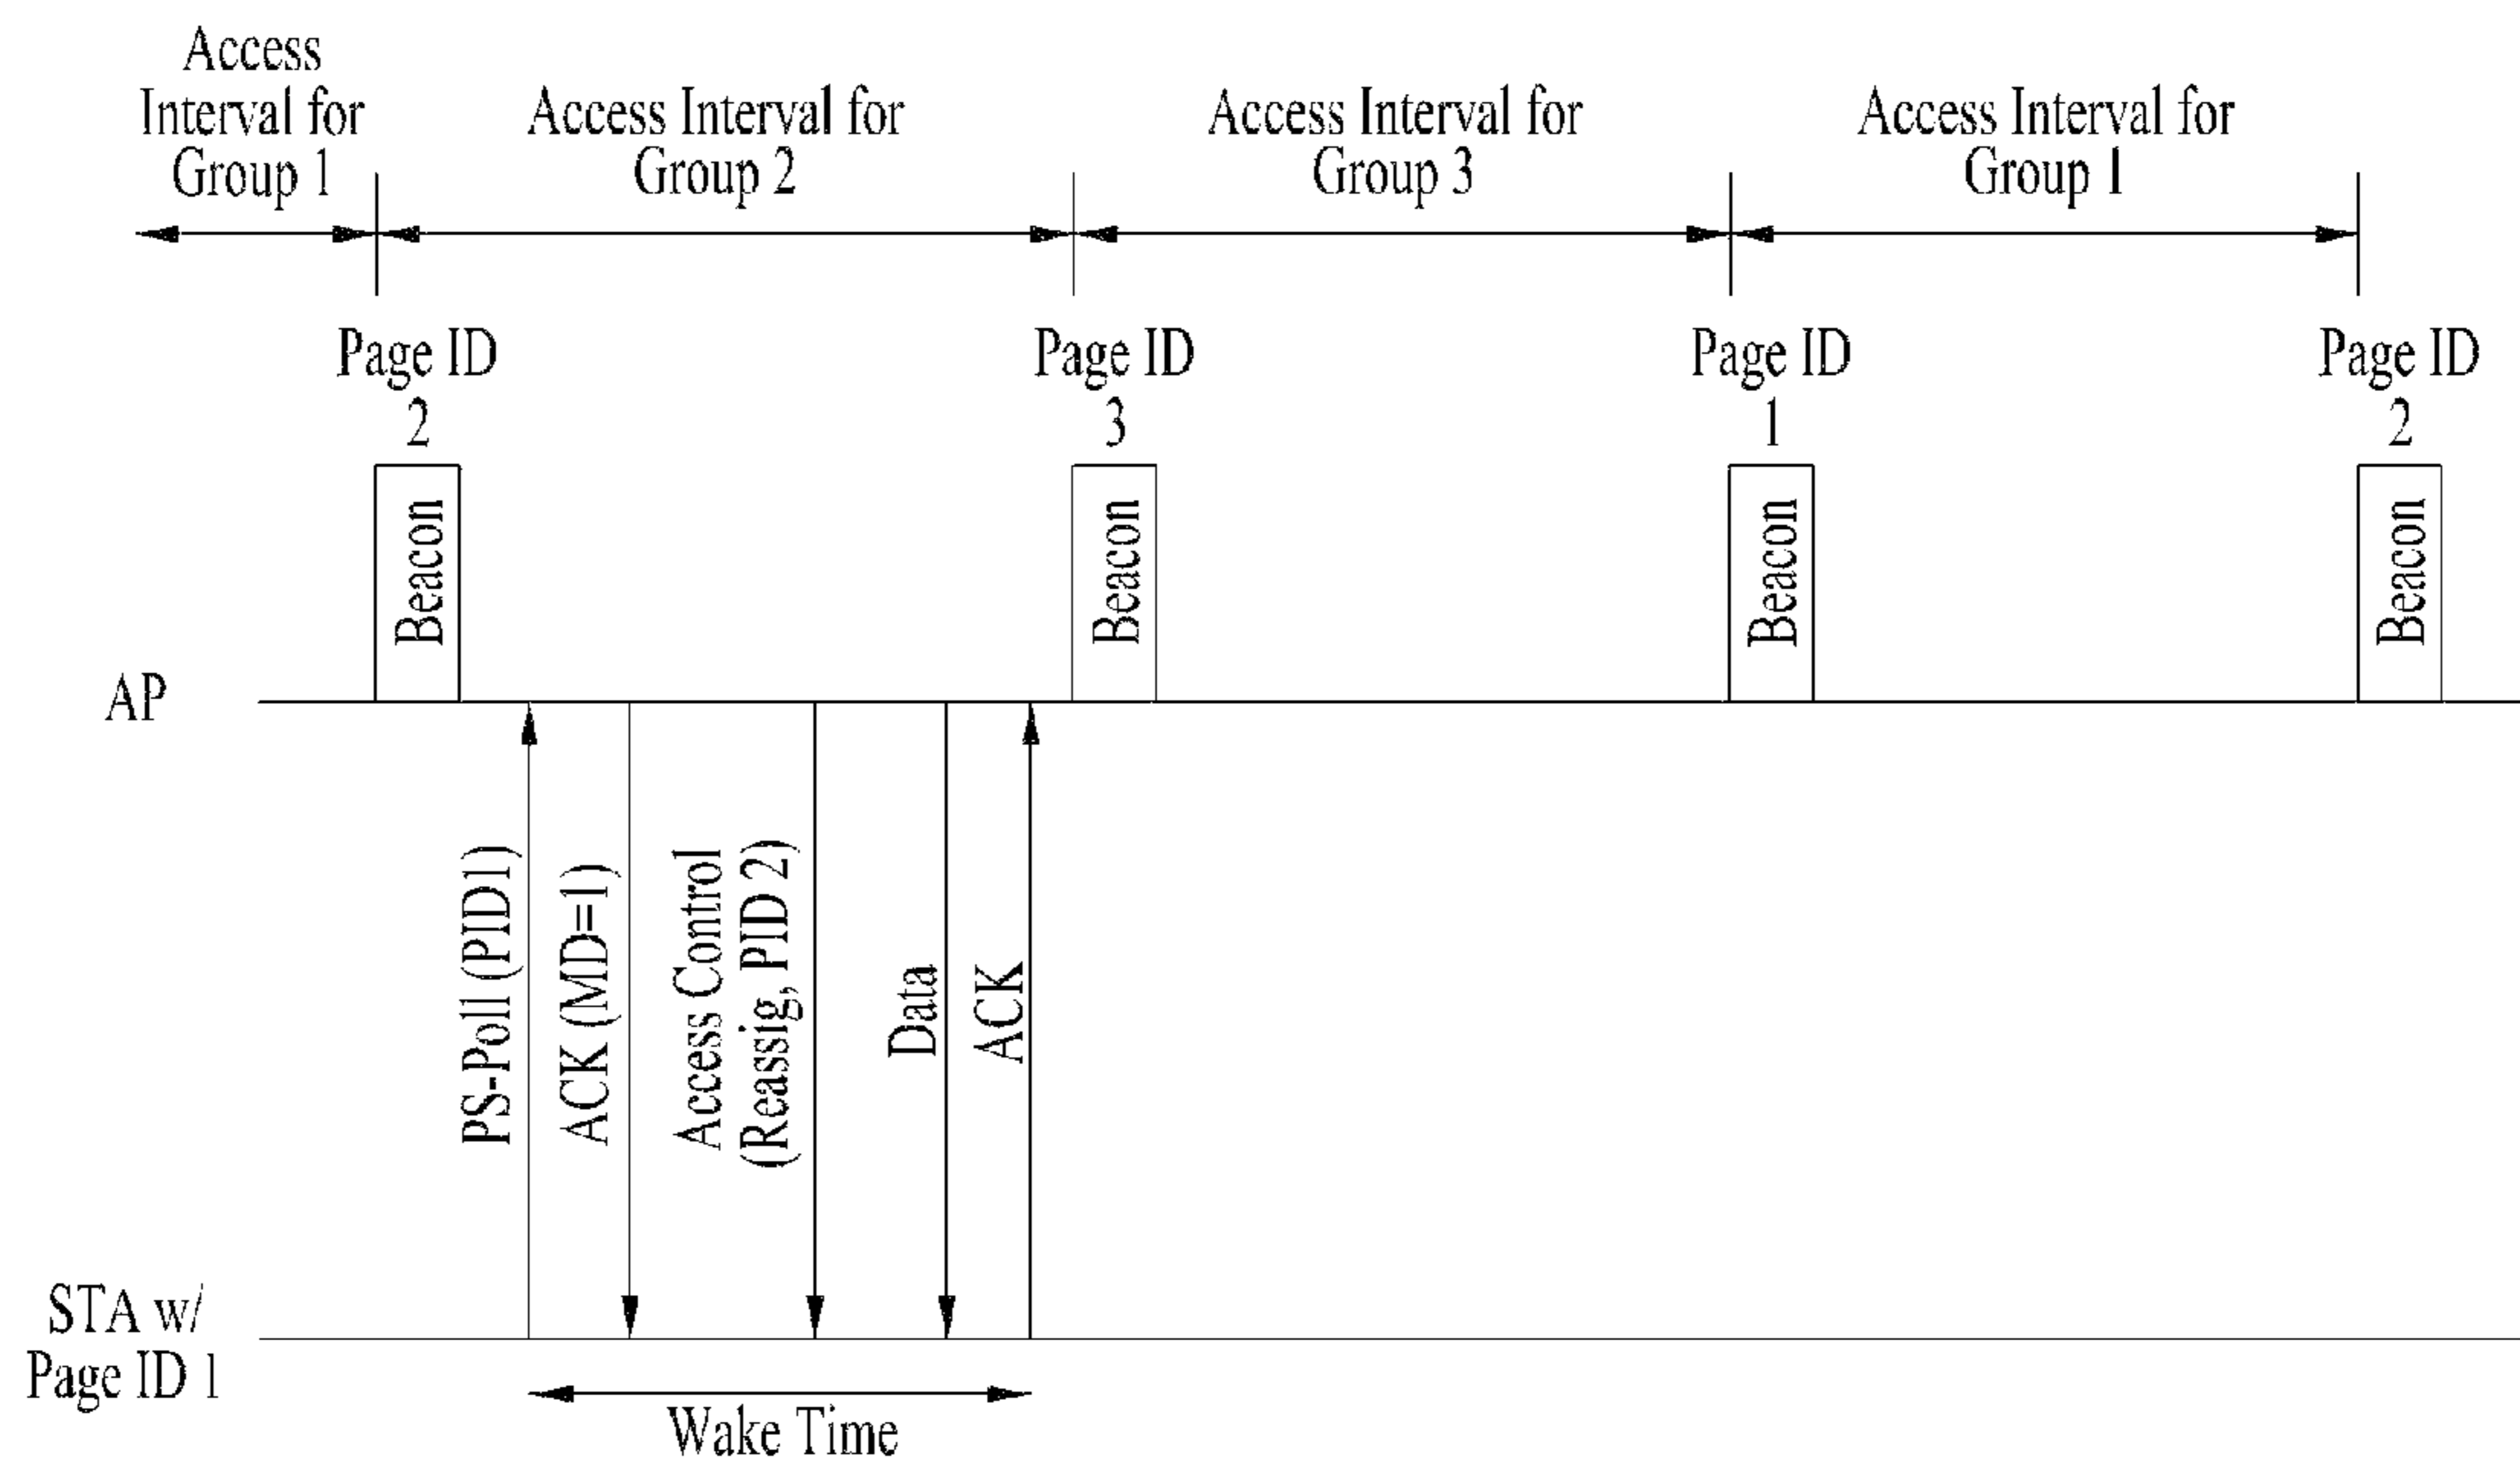 Access
Interval for
Group 1
Access Interval for
Group 2
Access Interval for
Group 3
Access Interval for
Group 1
Page ID
2
Page ID
3
Page ID
1
Page ID
2
Beacon
Beacon
Beacon
Beacon
AP
PS-Poll (PID1)
ACK (MD=1)
Access Control
(Reassig, PID 2)
Data
ACK
STA w/
Page ID 1
Wake Time